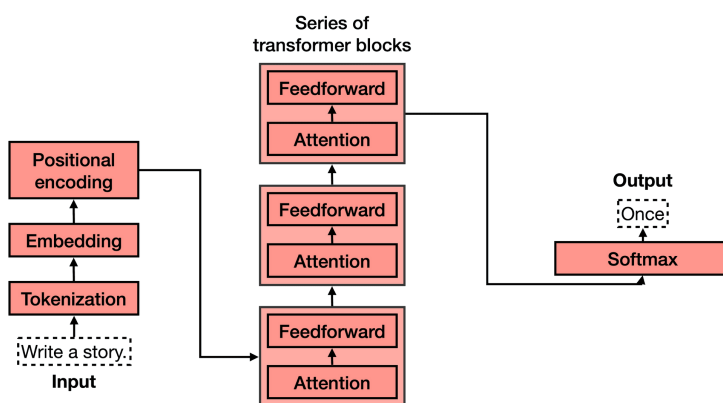 Series of
transformer blocks
Feedforward
Attention
Feedforward
Attention
Feedforward
Attention
Positional
encoding
Embedding
Tokenization
Write a story.
Input
Output
Once
Softmax